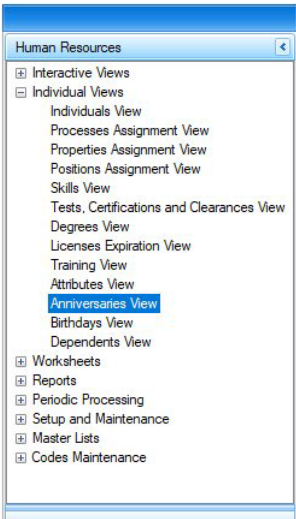 Human Resources
Interactive Views
Individual Views
Individuals View
Processes Assignment View
Properties Assignment View
Positions Assignment View
Skills View
Tests, Certifications and Clearances View
Degrees View
Licenses Expiration View
Training View
Attributes View
Anniversaries View
Birthdays View
Dependents View
Worksheets
Reports
Periodic Processing
Setup and Maintenance
Master Lists
Codes Maintenance